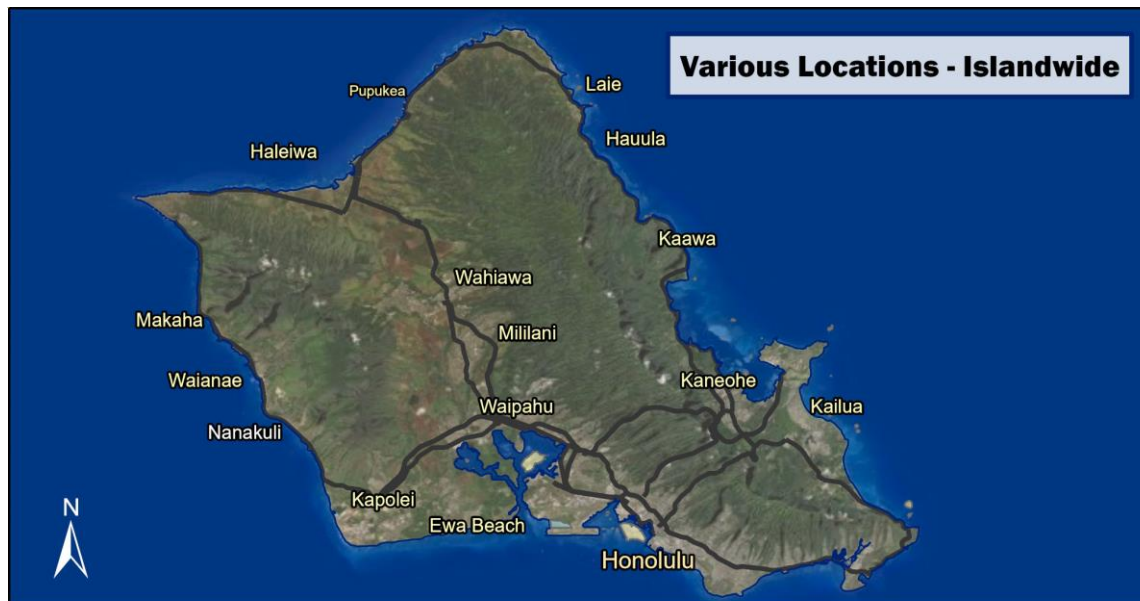 Various Locations - Islandwide
Laie
Pupukea
Hauula
Haleiwa
Kaawa
Wahiawa
Makaha
Mililani
Waianae
Kaneohe
Waipahu
Kailua
Nanakuli
Kapolei
N
Ewa Beach
Honolulu